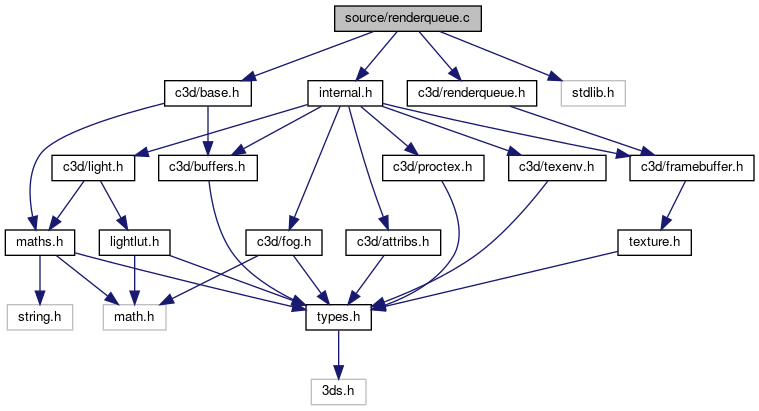 source/renderqueue.c
c3d/base.h
internal.h
c3d/renderqueue.h
stdlib.h
c3d/light.h
c3d/buffers.h
c3d/proctex.h
c3d/texenv.h
c3d/framebuffer.h
maths.h
lightlut.h
c3d/fog.h
c3d/attribs.h
texture.h
string.h
math.h
types.h
3ds.h